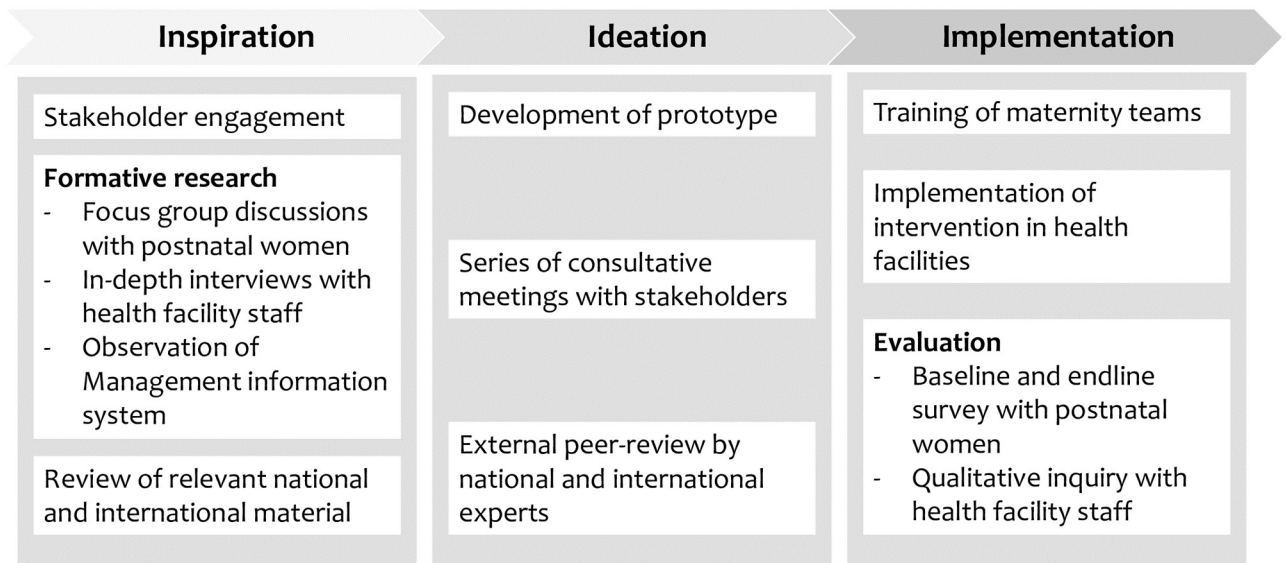 Inspiration
Ideation
Implementation
Stakeholder engagement
Formative research
- Focus group discussions
with postnatal women
- In-depth interviews with
health facility staff
- Observation of
Management information
system
Review of relevant national
and international material
Development of prototype
Series of consultative
meetings with stakeholders
External peer-review by
national and international
experts
Training of maternity teams
Implementation of
intervention in health
facilities
Evaluation
- Baseline and endline
survey with postnatal
women
- Qualitative inquiry with
health facility staff